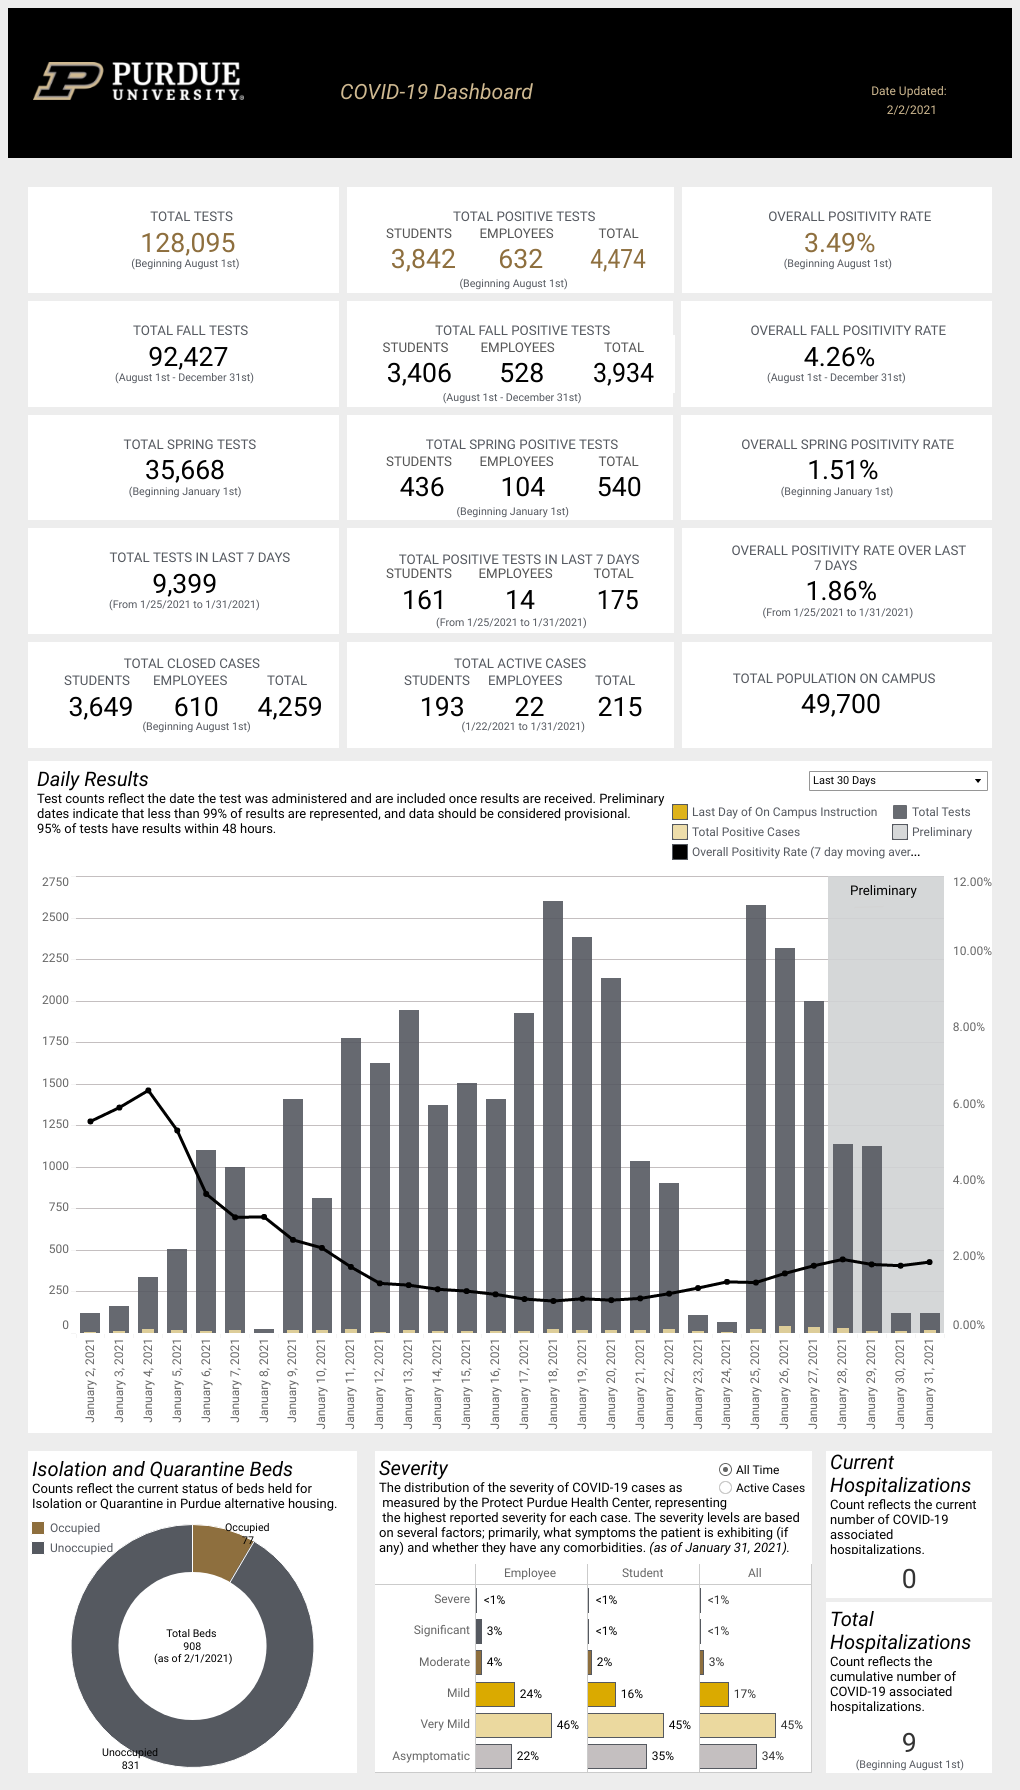 PURDUE
UNIVERSITY®
COVID-19 Dashboard
Date Updated:
2/2/2021
TOTAL TESTS
128,095
(Beginning August 1st)
TOTAL POSITIVE TESTS
STUDENTS EMPLOYEES TOTAL
3,842 632 4,474
(Beginning August 1st)
OVERALL POSITIVITY RATE
3.49%
(Beginning August 1st)
TOTAL FALL TESTS
92,427
(August 1st - December 31st)
TOTAL FALL POSITIVE TESTS
STUDENTS EMPLOYEES TOTAL
3,406 528 3,934
(August 1st - December 31st)
OVERALL FALL POSITIVITY RATE
4.26%
(August 1st - December 31st)
TOTAL SPRING TESTS
35,668
(Beginning January 1st)
TOTAL SPRING POSITIVE TESTS
STUDENTS EMPLOYEES TOTAL
436 104 540
(Beginning January 1st)
OVERALL SPRING POSITIVITY RATE
1.51%
(Beginning January 1st)
TOTAL TESTS IN LAST 7 DAYS
9,399
(From 1/25/2021 to 1/31/2021)
TOTAL POSITIVE TESTS IN LAST 7 DAYS
STUDENTS EMPLOYEES TOTAL
161 14 175
(From 1/25/2021 to 1/31/2021)
OVERALL POSITIVITY RATE OVER LAST
7 DAYS
1.86%
(From 1/25/2021 to 1/31/2021)
TOTAL CLOSED CASES
STUDENTS EMPLOYEES TOTAL
3,649 610 4,259
(Beginning August 1st)
TOTAL ACTIVE CASES
STUDENTS EMPLOYEES TOTAL
193 22 215
(1/22/2021 to 1/31/2021)
TOTAL POPULATION ON CAMPUS
49,700
Daily Results
Test counts reflect the date the test was administered and are included once results are received. Preliminary
dates indicate that less than 99% of results are represented, and data should be considered provisional.
95% of tests have results within 48 hours.
Last 30 Days
Last Day of On Campus Instruction
Total Tests
Total Positive Cases
Preliminary
Overall Positivity Rate (7 day moving aver...
Preliminary
2750
2500
2250
2000
1750
1500
1250
1000
750
500
250
0
12.00%
10.00%
8.00%
6.00%
4.00%
2.00%
0.00%
January 2, 2021
January 3, 2021
January 4, 2021
January 5, 2021
January 6, 2021
January 7, 2021
January 8, 2021
January 9, 2021
January 10, 2021
January 11, 2021
January 12, 2021
January 13, 2021
January 14, 2021
January 15, 2021
January 16, 2021
January 17, 2021
January 18, 2021
January 19, 2021
January 20, 2021
January 21, 2021
January 22, 2021
January 23, 2021
January 24, 2021
January 25, 2021
January 26, 2021
January 27, 2021
January 28, 2021
January 29, 2021
January 30, 2021
January 31, 2021
Isolation and Quarantine Beds
Counts reflect the current status of beds held for
Isolation or Quarantine in Purdue alternative housing.
Occupied
Unoccupied
Occupied
77
Total Beds
908
(as of 2/1/2021)
Unoccupied
831
Severity
All Time
Active Cases
The distribution of the severity of COVID-19 cases as
measured by the Protect Purdue Health Center, representing
the highest reported severity for each case. The severity levels are based
on several factors; primarily, what symptoms the patient is exhibiting (if
any) and whether they have any comorbidities. (as of January 31, 2021).
Employee Student All
Severe <1% <1% <1%
Significant 3% <1% <1%
Moderate 4% 2% 3%
Mild 24% 16% 17%
Very Mild 46% 45% 45%
Asymptomatic 22% 35% 34%
Current
Hospitalizations
Count reflects the current
number of COVID-19
associated
hospitalizations.
0
Total
Hospitalizations
Count reflects the
cumulative number of
COVID-19 associated
hospitalizations.
9
(Beginning August 1st)